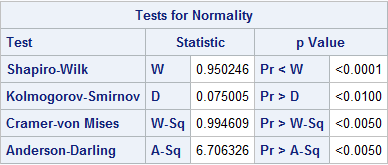 Tests for Normality
Test Statistic p Value
Shapiro-Wilk W 0.950246 Pr < W <0.0001
Kolmogorov-Smirnov D 0.075005 Pr > D <0.0100
Cramer-von Mises W-Sq 0.994609 Pr > W-Sq <0.0050
Anderson-Darling A-Sq 6.706326 Pr > A-Sq <0.0050